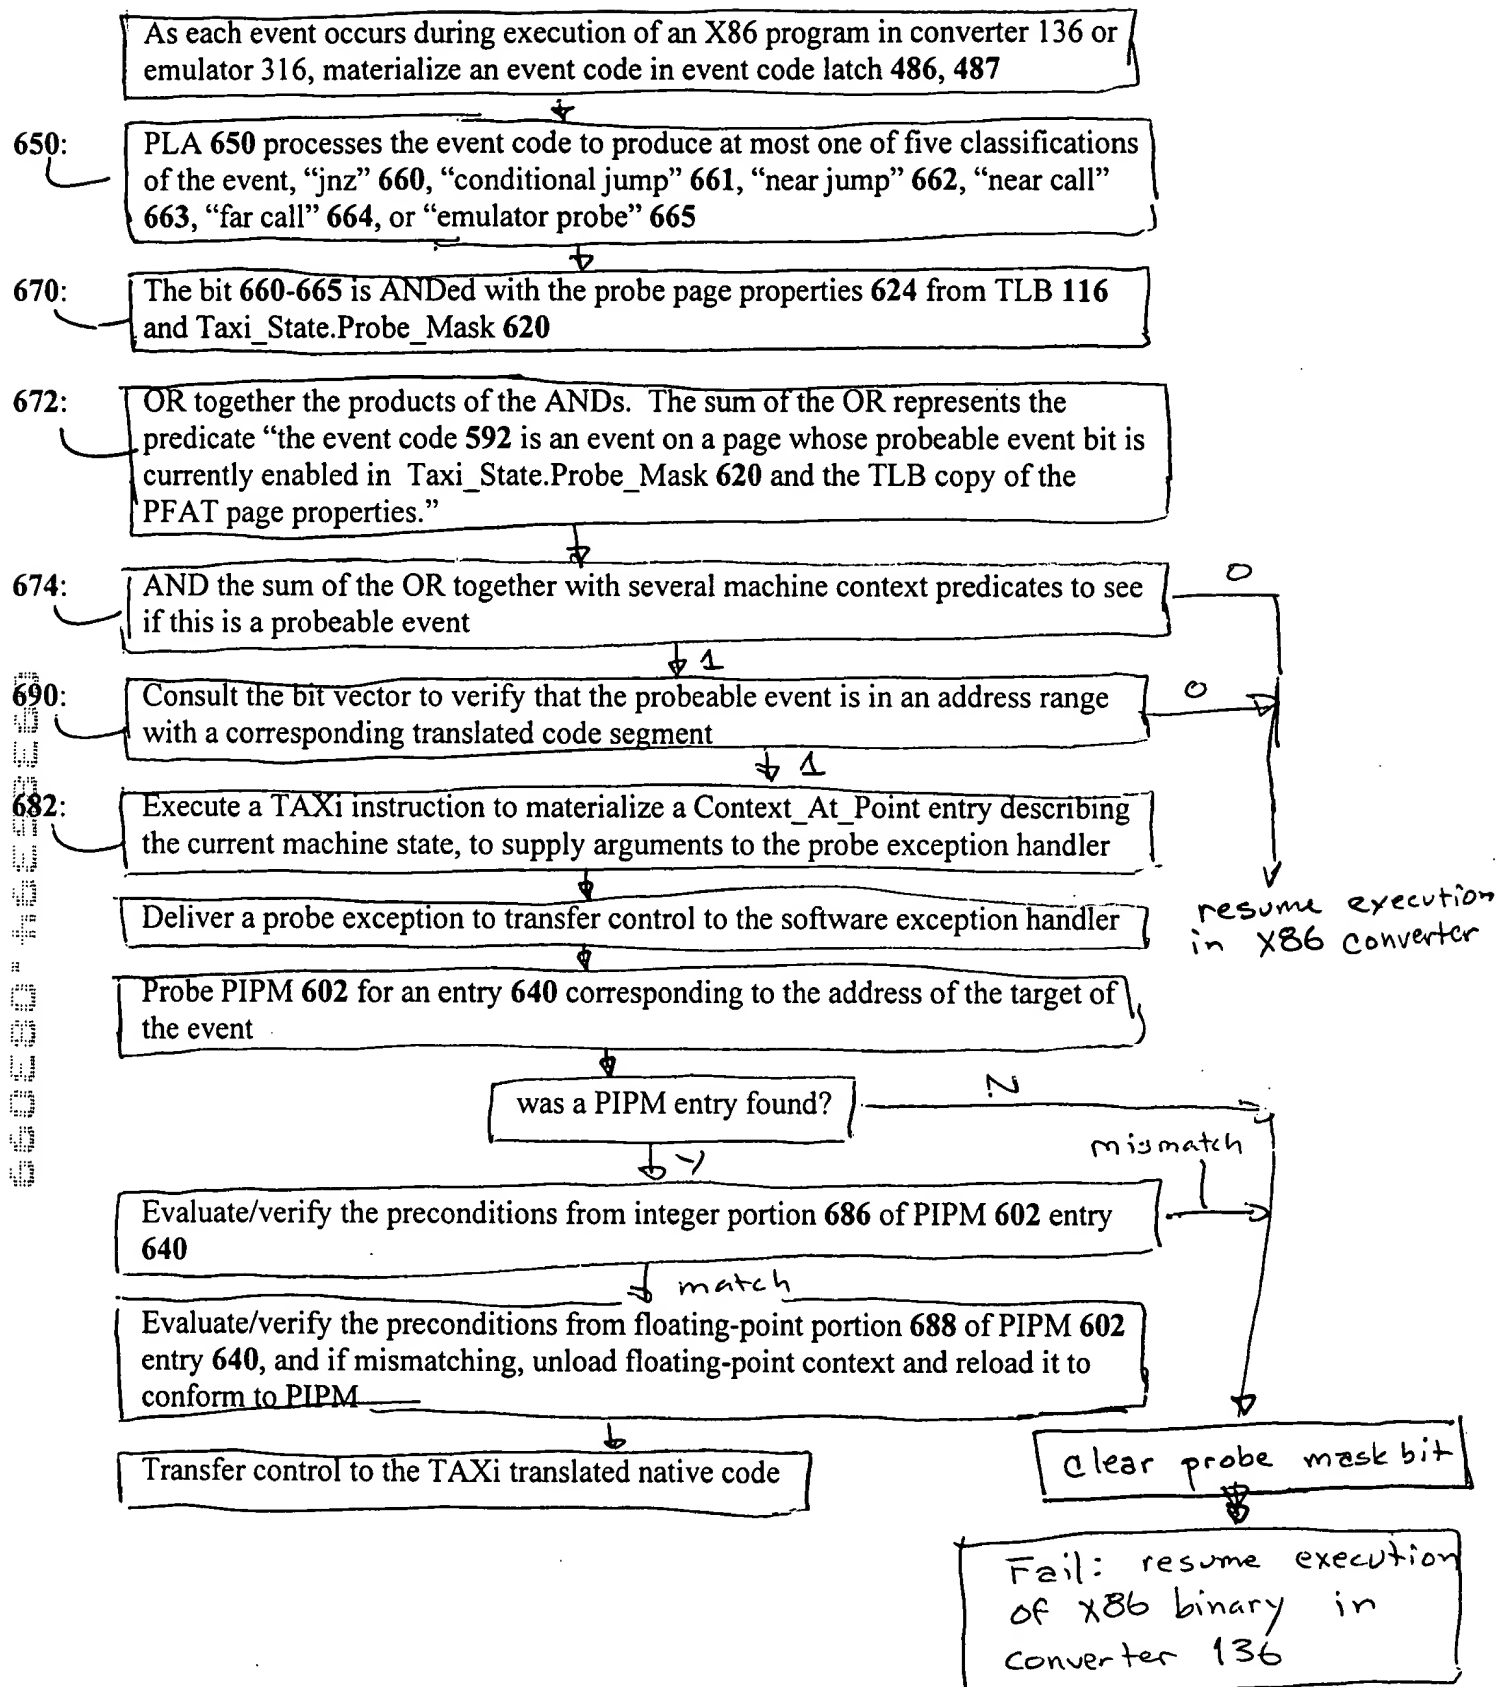 As each event occurs during execution of an X86 program in converter 136 or
emulator 316, materialize an event code in event code latch 486, 487
650:
PLA 650 processes the event code to produce at most one of five classifications
of the event, “jnz” 660, “conditional jump” 661, “near jump” 662, “near call”
663, “far call” 664, or “emulator probe” 665
670:
The bit 660-665 is ANDed with the probe page properties 624 from TLB 116
and Taxi_State.Probe_Mask 620
672:
OR together the products of the ANDs. The sum of the OR represents the
predicate “the event code 592 is an event on a page whose probeable event bit is
currently enabled in Taxi_State.Probe_Mask 620 and the TLB copy of the
PFAT page properties.”
674:
AND the sum of the OR together with several machine context predicates to see
if this is a probeable event
0
1
690:
Consult the bit vector to verify that the probeable event is in an address range
with a corresponding translated code segment
0
1
682:
Execute a TAXi instruction to materialize a Context_At_Point entry describing
the current machine state, to supply arguments to the probe exception handler
resume execution
in X86 converter
Deliver a probe exception to transfer control to the software exception handler
Probe PIPM 602 for an entry 640 corresponding to the address of the target of
the event
was a PIPM entry found?
N
Y
mismatch
Evaluate/verify the preconditions from integer portion 686 of PIPM 602 entry
640
match
Evaluate/verify the preconditions from floating-point portion 688 of PIPM 602
entry 640, and if mismatching, unload floating-point context and reload it to
conform to PIPM
Transfer control to the TAXi translated native code
clear probe mask bit
Fail: resume execution
of X86 binary in
converter 136